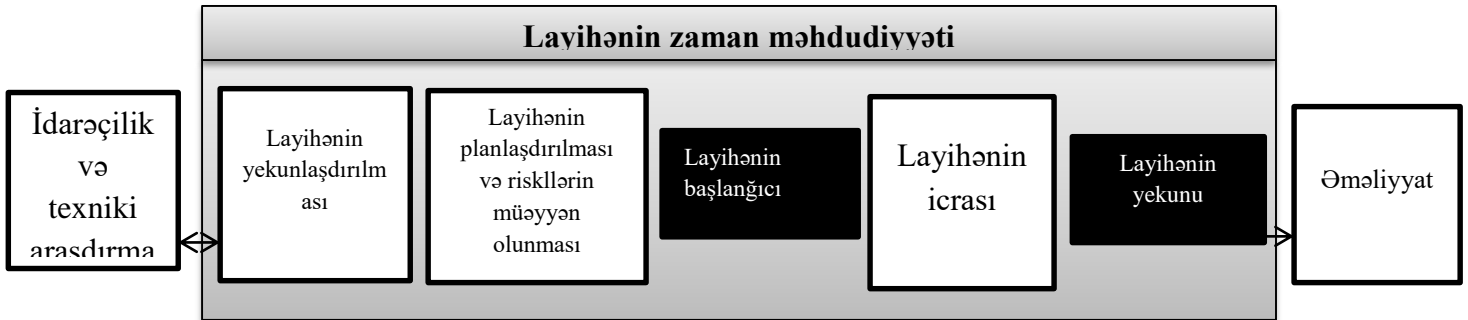 Layihənin zaman məhdudiyyəti
İdarəçilik
və
texniki
araşdırma
Layihənin
yekunlaşdırılm
ası
Layihənin
planlaşdırılması
və riskllərin
müəyyən
olunması
Layihənin
başlanğıcı
Layihənin
icrası
Layihənin
yekunu
Əməliyyat